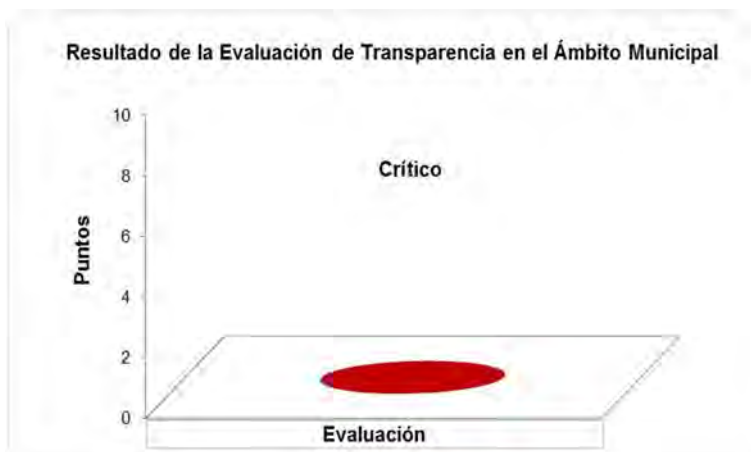 Resultado de la Evaluación de Transparencia en el Ámbito Municipal
10
Crítico
8
Puntos
6
4
2
0
Evaluación